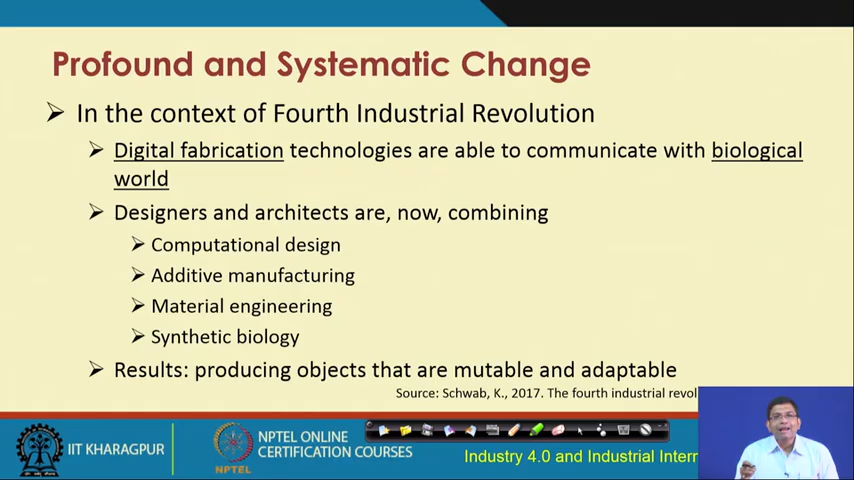 Profound and Systematic Change
➢ In the context of Fourth Industrial Revolution
➢ Digital fabrication technologies are able to communicate with biological
world
➢ Designers and architects are, now, combining
➢ Computational design
➢ Additive manufacturing
➢ Material engineering
➢ Synthetic biology
➢ Results: producing objects that are mutable and adaptable
Source: Schwab, K., 2017. The fourth industrial revol
IIT KHARAGPUR
NPTEL
NPTEL ONLINE
CERTIFICATION COURSES
Industry 4.0 and Industrial Intern